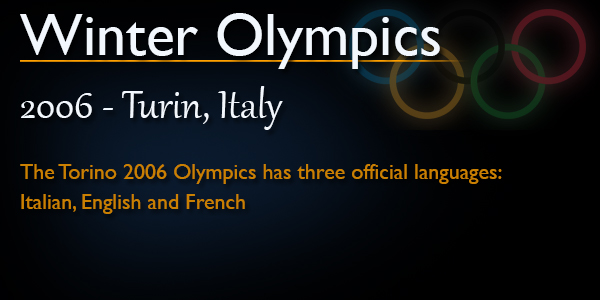 Winter Olympics
2006 - Turin, Italy
The Torino 2006 Olympics has three official languages:
Italian, English and French